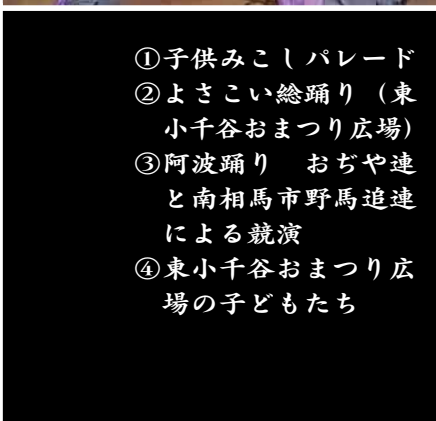 ①子供みこしパレード
②よさこい総踊り（東
小千谷おまつり広場）
③阿波踊り　おぢや連
と南相馬市野馬追連
による競演
④東小千谷おまつり広
場の子どもたち